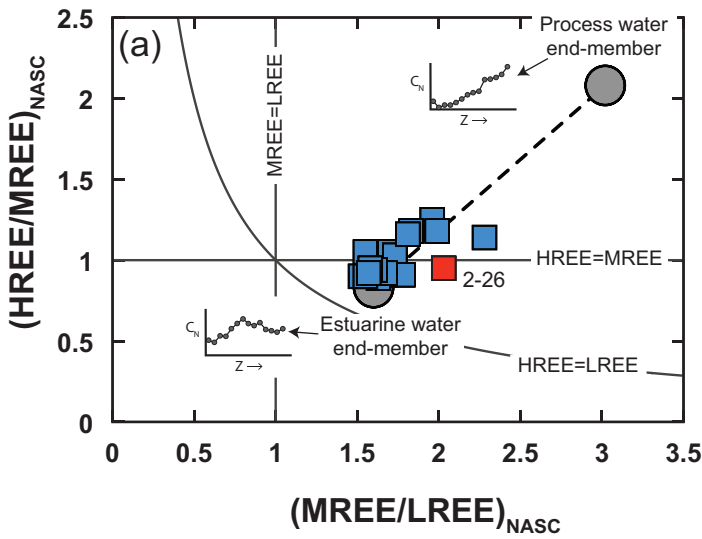 (a)
Process water
end-member
C_N
Z →
MREE=LREE
HREE=MREE
2-26
C_N
Z →
Estuarine water
end-member
HREE=LREE
2.5
2
1.5
1
0.5
0
0 0.5 1 1.5 2 2.5 3 3.5
(HREE/MREE)NASC
(MREE/LREE)NASC